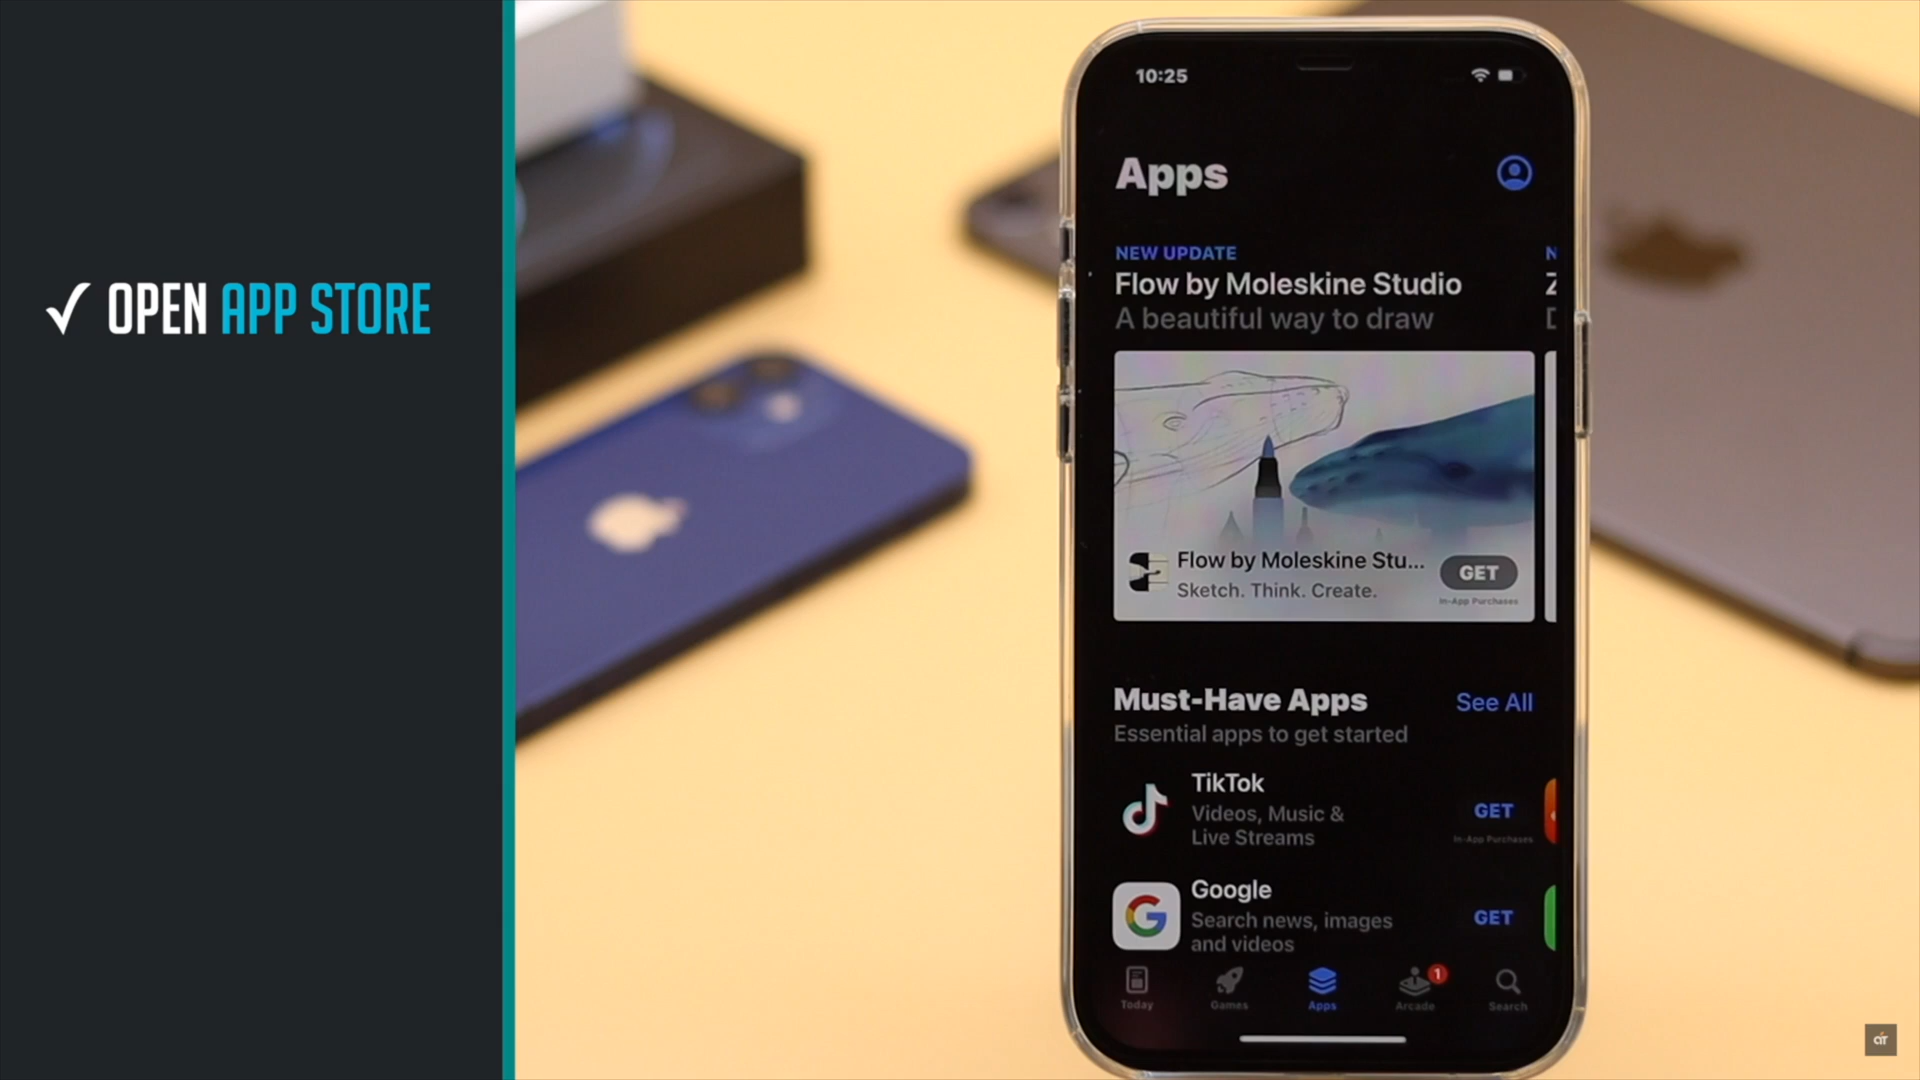 ✓ OPEN APP STORE
10:25
Apps
NEW UPDATE
Flow by Moleskine Studio
A beautiful way to draw
Flow by Moleskine Stu...
Sketch. Think. Create.
GET
In-App Purchases
Must-Have Apps
See All
Essential apps to get started
TikTok
Videos, Music &
Live Streams
GET
In-App Purchases
Google
Search news, images
and videos
GET
1
Today
Games
Apps
Arcade
Search